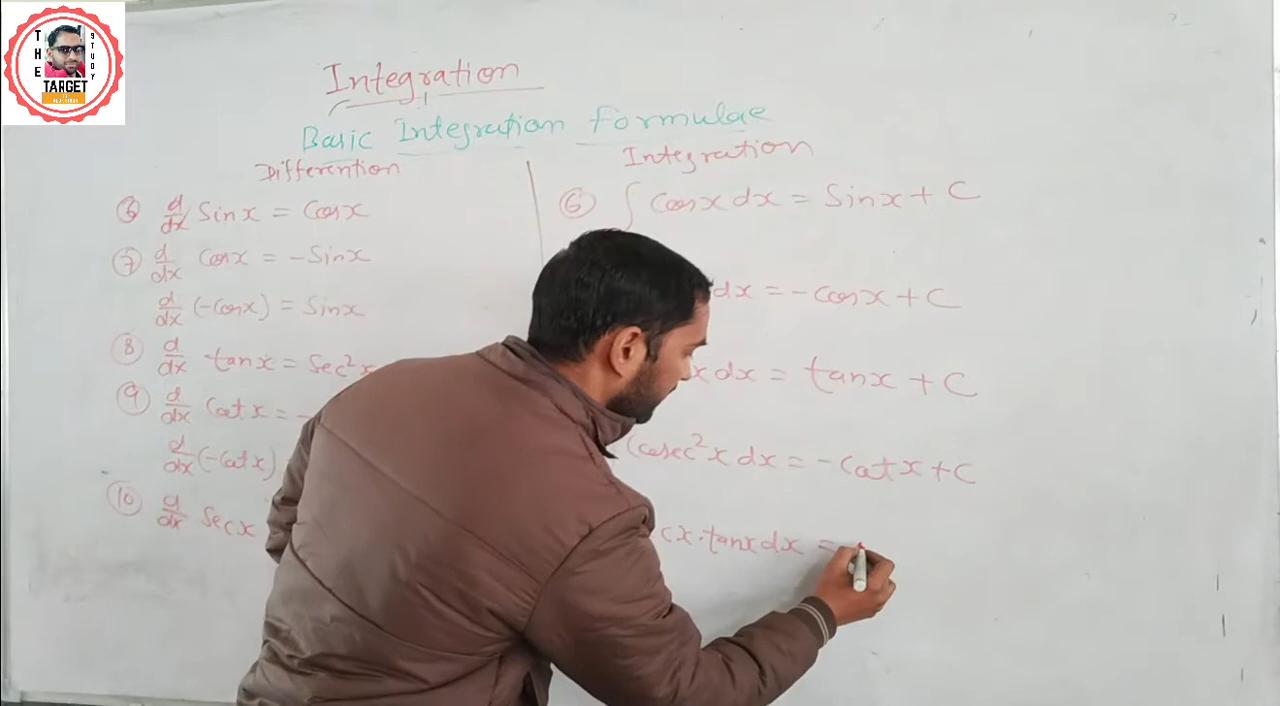 THE
STUDY
TARGET
Integration
Basic Integration formulae
Differention
Integration
6 d/dx Sinx = Cosx
6 ∫ Cosx dx = Sinx + C
7 d/dx Cosx = -Sinx
d/dx (-Cosx) = Sinx
dx = -Cosx + C
8 d/dx tanx = Sec²x
x dx = tanx + C
9 d/dx Cotx = -
d/dx (-Cotx)
Cosec²x dx = -Cotx + C
10 d/dx Secx
cx·tanx dx =